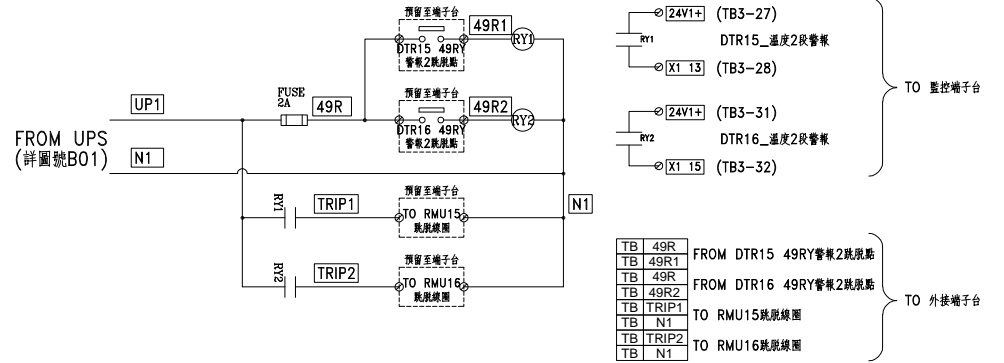 預留至端子台
49R1
DTR15 49RY
警報2跳脫點
RY1
FUSE
2A
49R
UP1
預留至端子台
49R2
DTR16 49RY
警報2跳脫點
RY2
FROM UPS
(詳圖號B01)
N1
RY1
TRIP1
預留至端子台
TO RMU15
跳脫線圈
N1
RY2
TRIP2
預留至端子台
TO RMU16
跳脫線圈
24V1+ (TB3-27)
RY1 DTR15_溫度2段警報
X1 13 (TB3-28)
24V1+ (TB3-31)
RY2 DTR16_溫度2段警報
X1 15 (TB3-32)
TO 監控端子台
TB 49R
TB 49R1
FROM DTR15 49RY警報2跳脫點
TB 49R
TB 49R2
FROM DTR16 49RY警報2跳脫點
TB TRIP1
TB N1
TO RMU15跳脫線圈
TB TRIP2
TB N1
TO RMU16跳脫線圈
TO 外接端子台